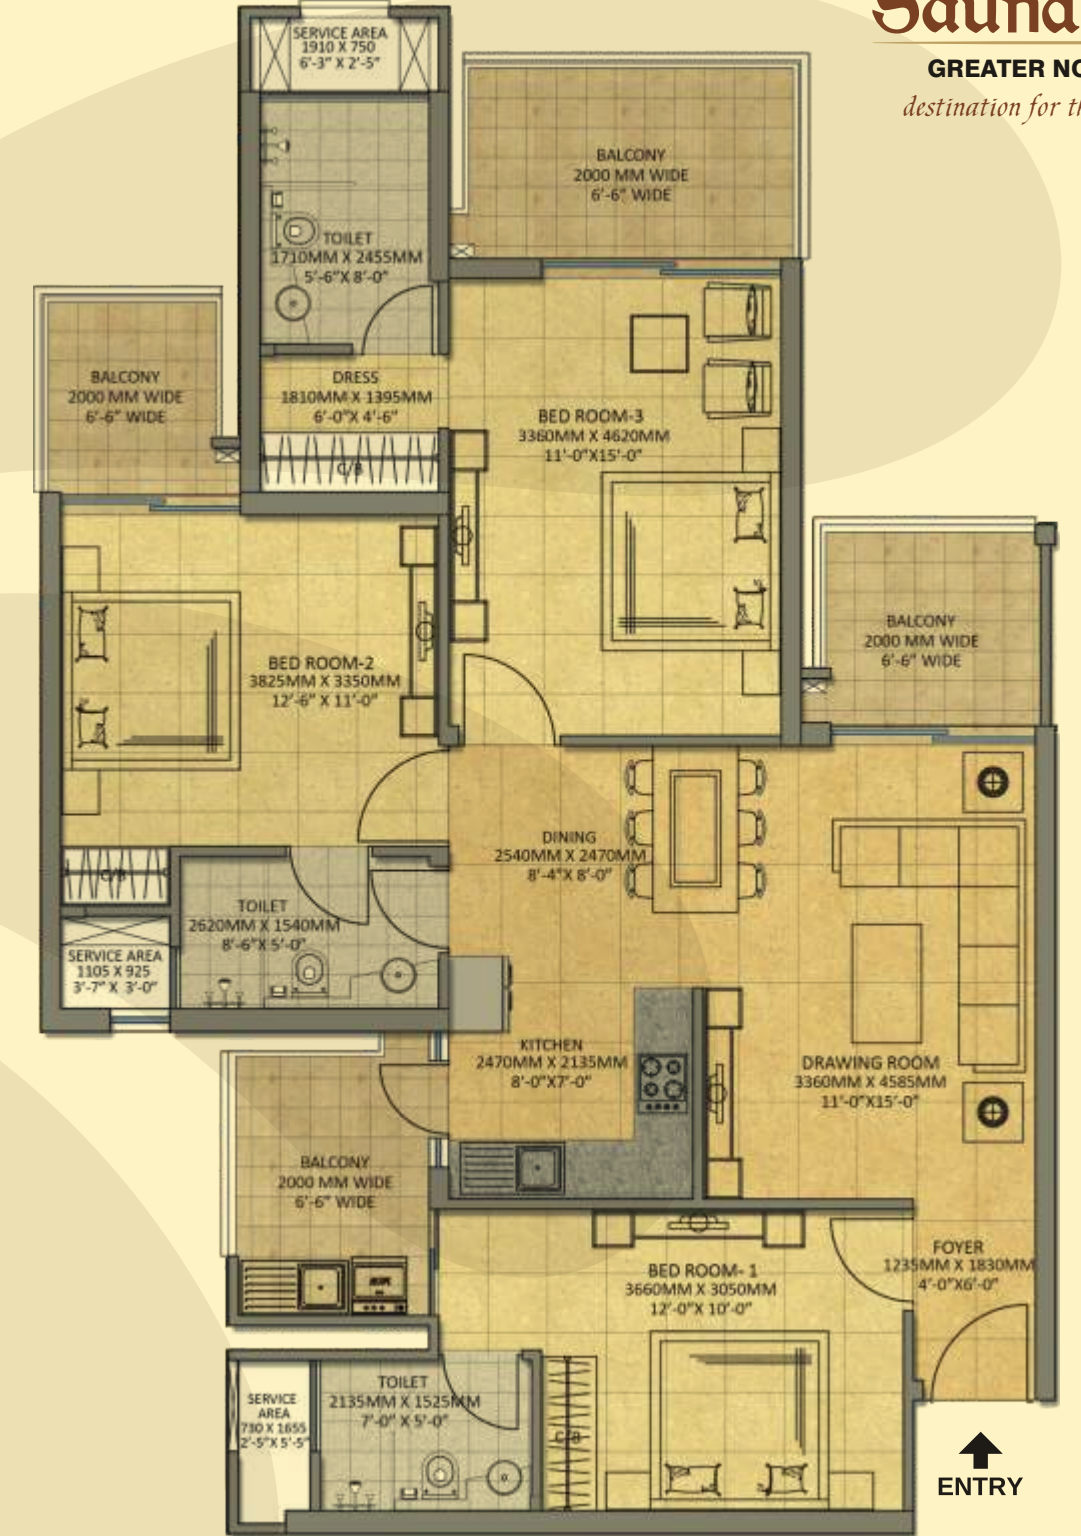 Sauna
GREATER NO
destination for th
SERVICE AREA
1910 X 750
6'-3" X 2'-5"
BALCONY
2000 MM WIDE
6'-6" WIDE
TOILET
1710MM X 2455MM
5'-6"X 8'-0"
BALCONY
2000 MM WIDE
6'-6" WIDE
DRESS
1810MM X 1395MM
6'-0"X 4'-6"
C/B
BED ROOM-3
3360MM X 4620MM
11'-0"X15'-0"
BALCONY
2000 MM WIDE
6'-6" WIDE
BED ROOM-2
3825MM X 3350MM
12'-6" X 11'-0"
DINING
2540MM X 2470MM
8'-4"X 8'-0"
C/B
TOILET
2620MM X 1540MM
8'-6"X 5'-0"
SERVICE AREA
1105 X 925
3'-7" X 3'-0"
KITCHEN
2470MM X 2135MM
8'-0"X7'-0"
DRAWING ROOM
3360MM X 4585MM
11'-0"X15'-0"
BALCONY
2000 MM WIDE
6'-6" WIDE
FOYER
1235MM X 1830MM
4'-0"X6'-0"
BED ROOM- 1
3660MM X 3050MM
12'-0"X 10'-0"
TOILET
2135MM X 1525MM
7'-0" X 5'-0"
SERVICE
AREA
730 X 1655
2'-5"X 5'-5"
C/B
ENTRY